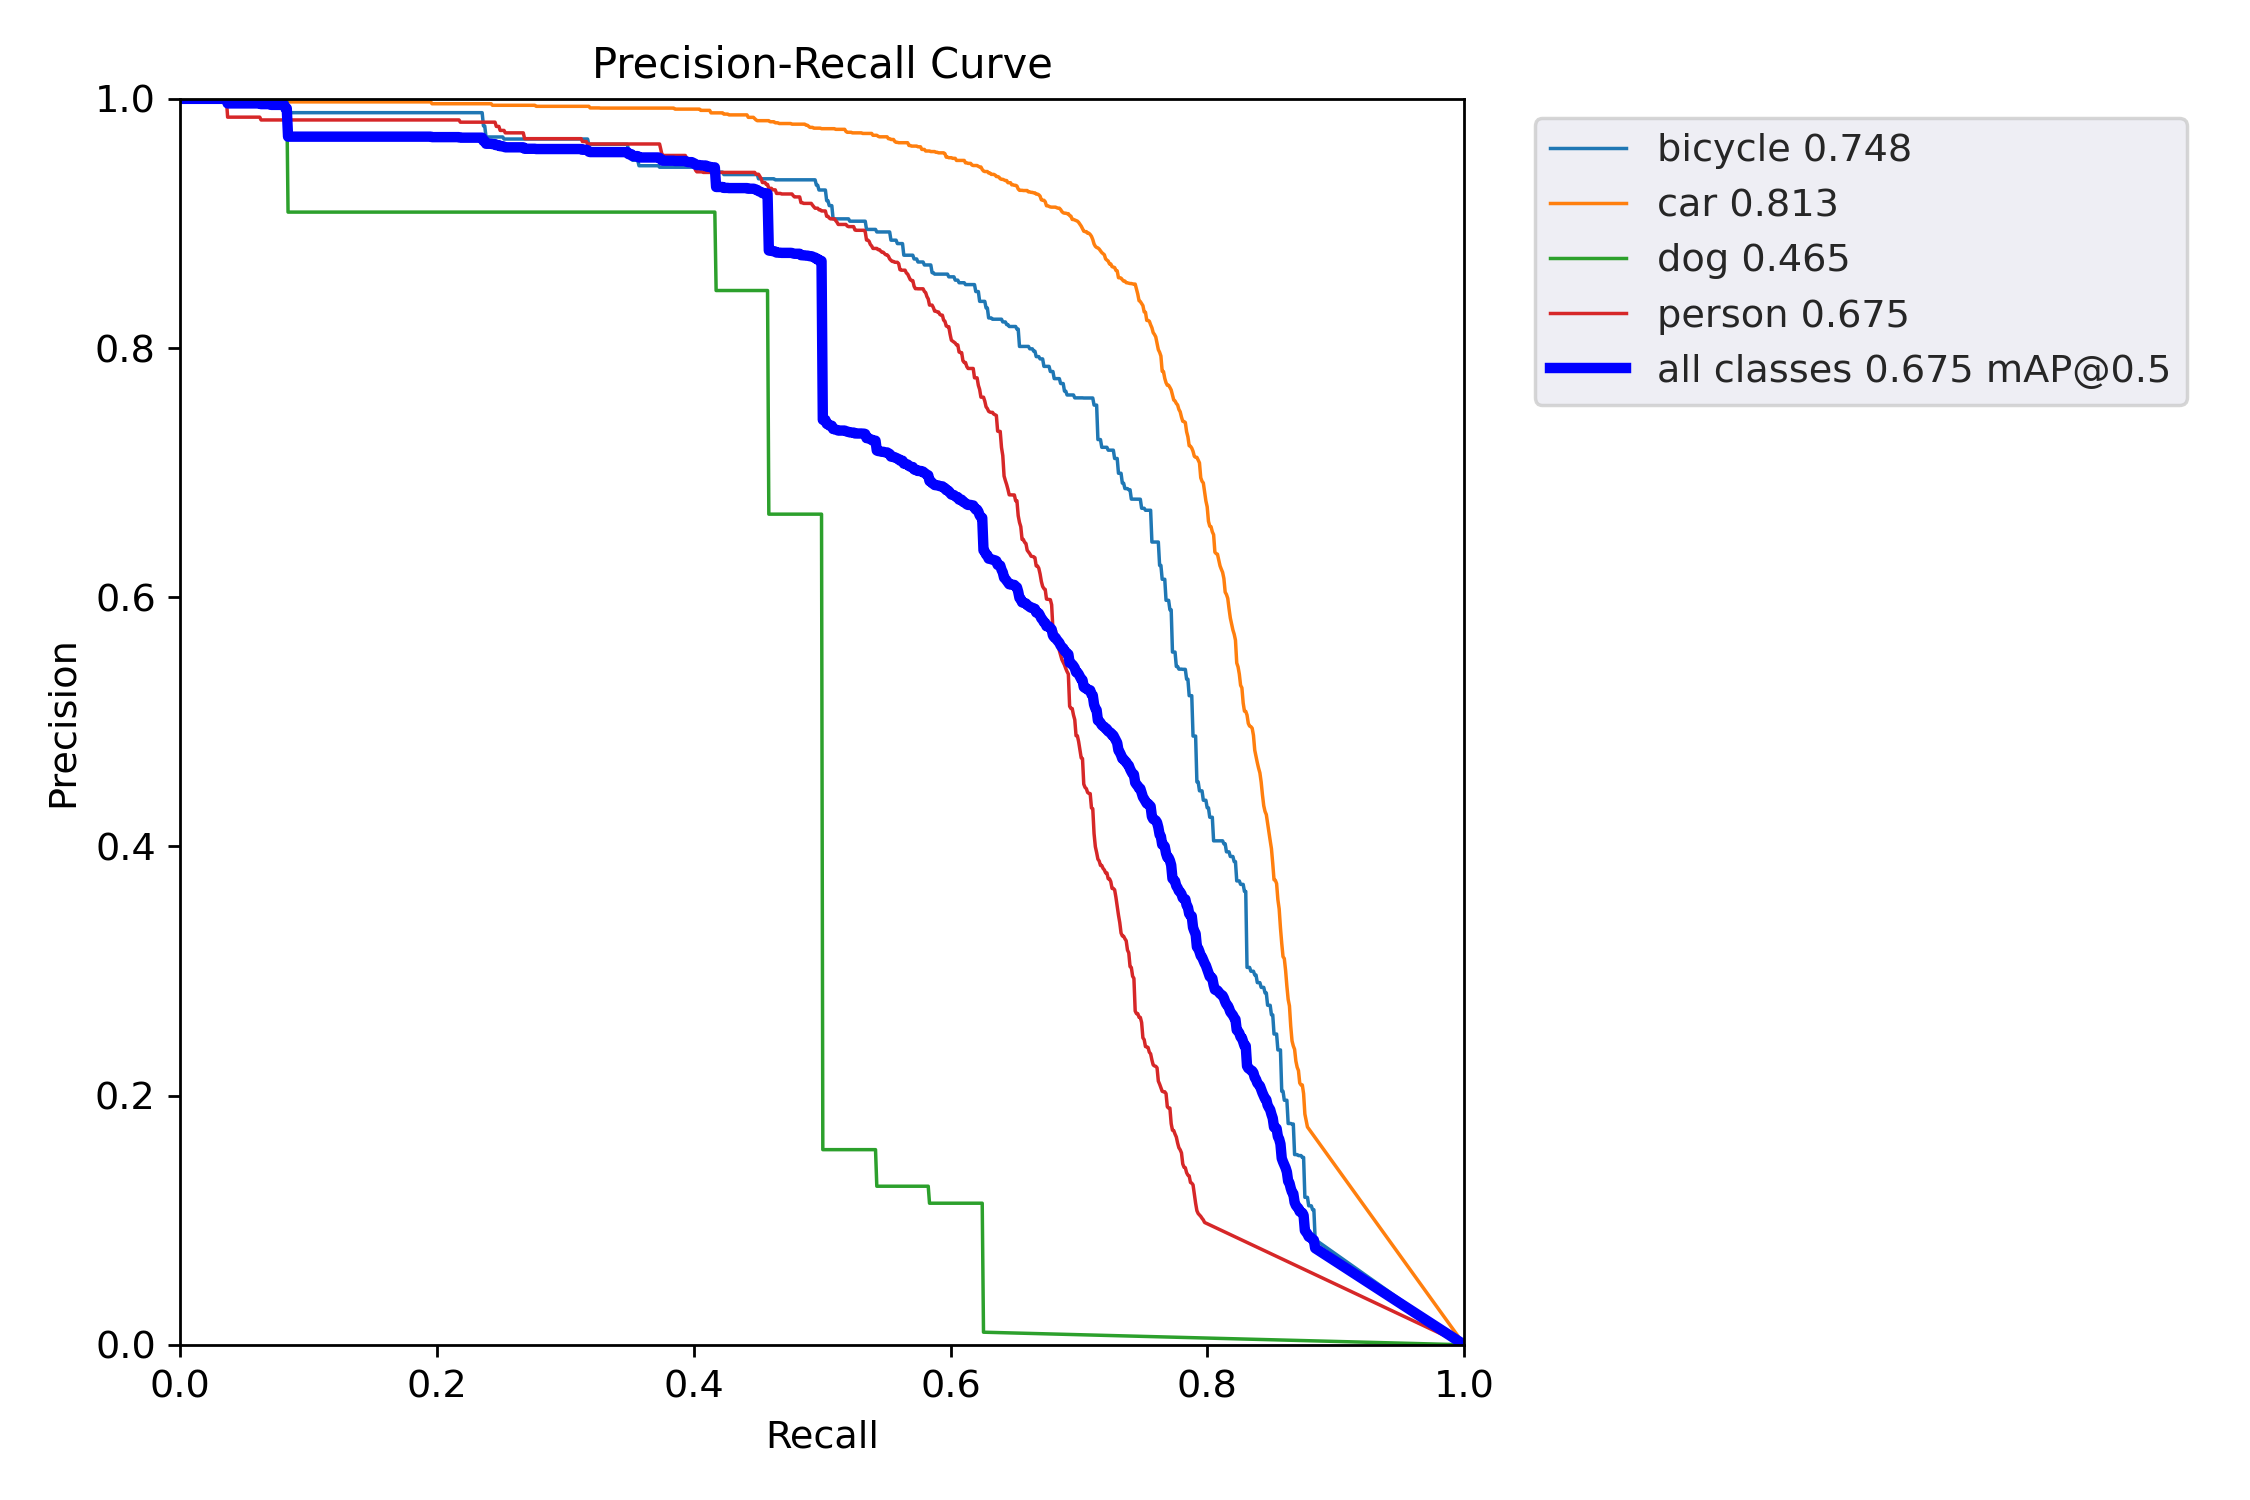 Precision-Recall Curve
1.0
0.8
0.6
0.4
0.2
0.0
Precision
0.0 0.2 0.4 0.6 0.8 1.0
Recall
bicycle 0.748
car 0.813
dog 0.465
person 0.675
all classes 0.675 mAP@0.5